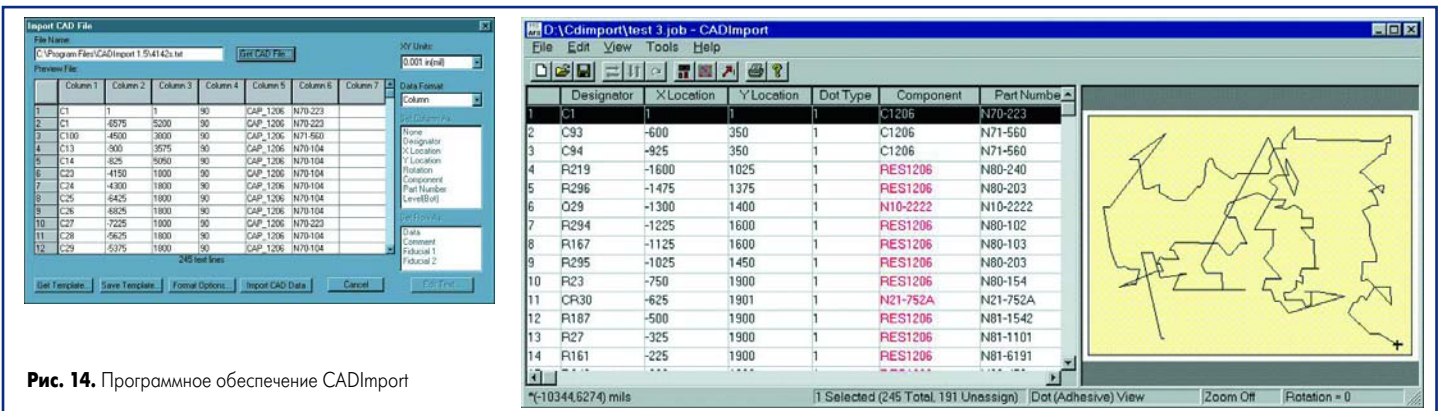 Import CAD File
File Name:
C:\Program Files\CADImport 1.5\4142s.txt
Get CAD File...
XY Units:
0.001 in(mil)
Preview File:
Data Format:
Column
Column 1 Column 2 Column 3 Column 4 Column 5 Column 6 Column 7
1 C1 1 1 90 CAP_1206 N70-223
2 C1 -6575 5200 90 CAP_1206 N70-223
3 C100 -4500 3800 90 CAP_1206 N71-560
4 C13 -900 3575 90 CAP_1206 N70-104
5 C14 -825 5050 90 CAP_1206 N70-104
6 C23 -4150 1800 90 CAP_1206 N70-104
7 C24 -4300 1800 90 CAP_1206 N70-104
8 C25 -6425 1800 90 CAP_1206 N70-104
9 C26 -6825 1800 90 CAP_1206 N70-104
10 C27 -7225 1800 90 CAP_1206 N70-223
11 C28 -5625 1800 90 CAP_1206 N70-104
12 C29 -5375 1800 90 CAP_1206 N70-104
245 text lines
Set Column As:
None
Designator
X Location
Y Location
Rotation
Component
Part Number
Level(Bot)
Set Row As:
Data
Comment
Fiducial 1
Fiducial 2
Get Template... Save Template... Format Options... Import CAD Data Cancel Edit Text...
Рис. 14. Программное обеспечение CADImport
D:\Cdimport\test 3.job - CADImport
File Edit View Tools Help
Designator X Location Y Location Dot Type Component Part Numbe
1 C1 1 1 1 C1206 N70-223
2 C93 -600 350 1 C1206 N71-560
3 C94 -925 350 1 C1206 N71-560
4 R219 -1600 1025 1 RES1206 N80-240
5 R296 -1475 1375 1 RES1206 N80-203
6 Q29 -1300 1400 1 N10-2222 N10-2222
7 R294 -1225 1600 1 RES1206 N80-102
8 R167 -1125 1600 1 RES1206 N80-103
9 R295 -1025 1450 1 RES1206 N80-203
10 R23 -750 1900 1 RES1206 N80-154
11 CR30 -625 1901 1 N21-752A N21-752A
12 R187 -500 1900 1 RES1206 N81-1542
13 R27 -325 1900 1 RES1206 N81-1101
14 R161 -225 1900 1 RES1206 N81-6191
*(-10344,6274) mils 1 Selected (245 Total, 191 Unassign) Dot (Adhesive) View Zoom Off Rotation = 0